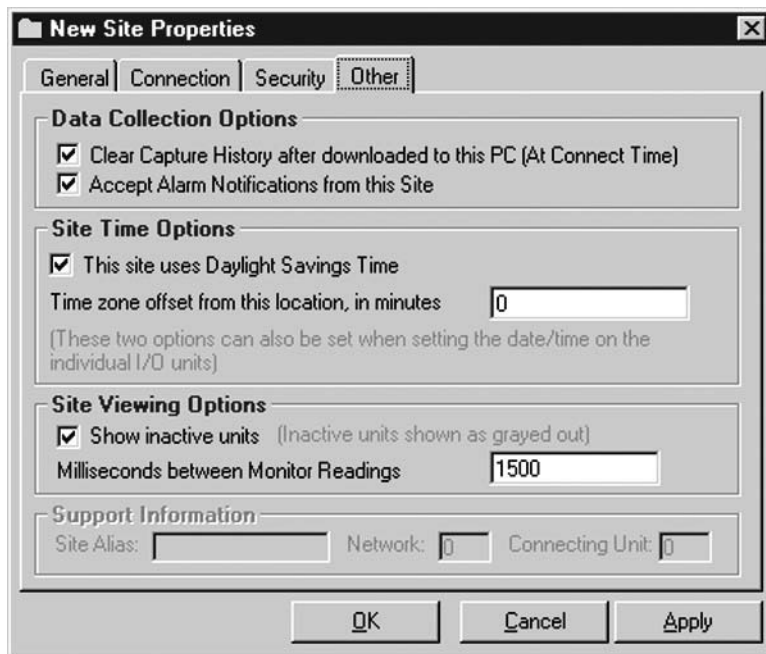 New Site Properties
General Connection Security Other
Data Collection Options
Clear Capture History after downloaded to this PC (At Connect Time)
Accept Alarm Notifications from this Site
Site Time Options
This site uses Daylight Savings Time
Time zone offset from this location, in minutes 0
(These two options can also be set when setting the date/time on the
individual I/O units)
Site Viewing Options
Show inactive units (Inactive units shown as grayed out)
Milliseconds between Monitor Readings 1500
Support Information
Site Alias: Network: 0 Connecting Unit: 0
OK Cancel Apply